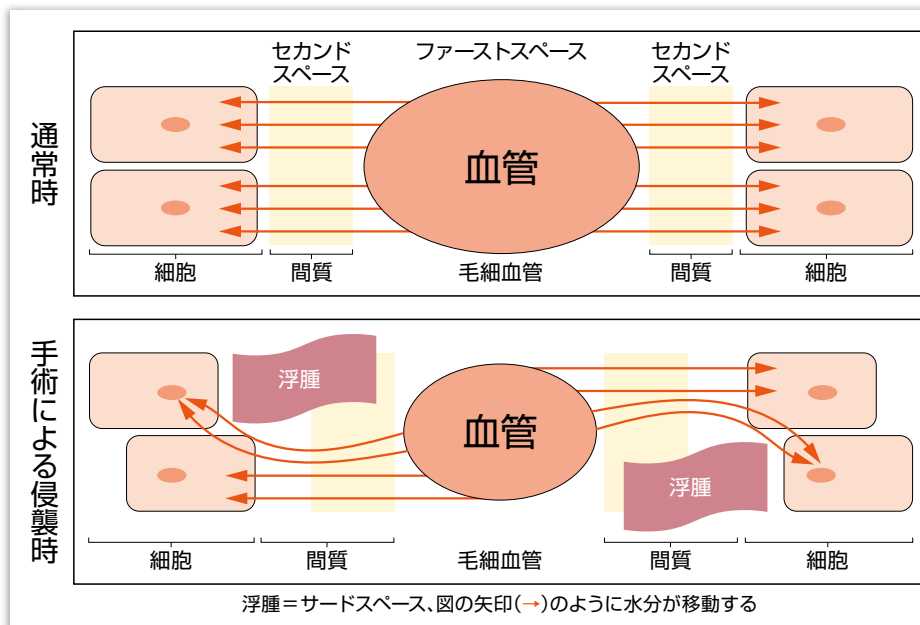 通常時
セカンド
スペース
ファーストスペース
セカンド
スペース
血管
細胞
間質
毛細血管
間質
細胞
手術による侵襲時
浮腫
血管
浮腫
細胞
間質
毛細血管
間質
細胞
浮腫=サードスペース、図の矢印(→)のように水分が移動する